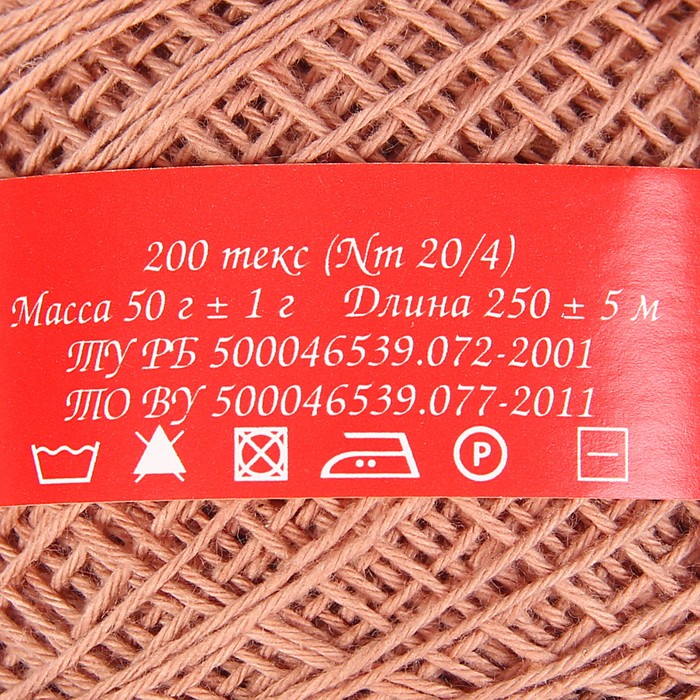 200 текс (Nm 20/4)
Масса 50 г ± 1 г Длина 250 ± 5 м
ТУ РБ 500046539.072-2001
ТО ВУ 500046539.077-2011
P